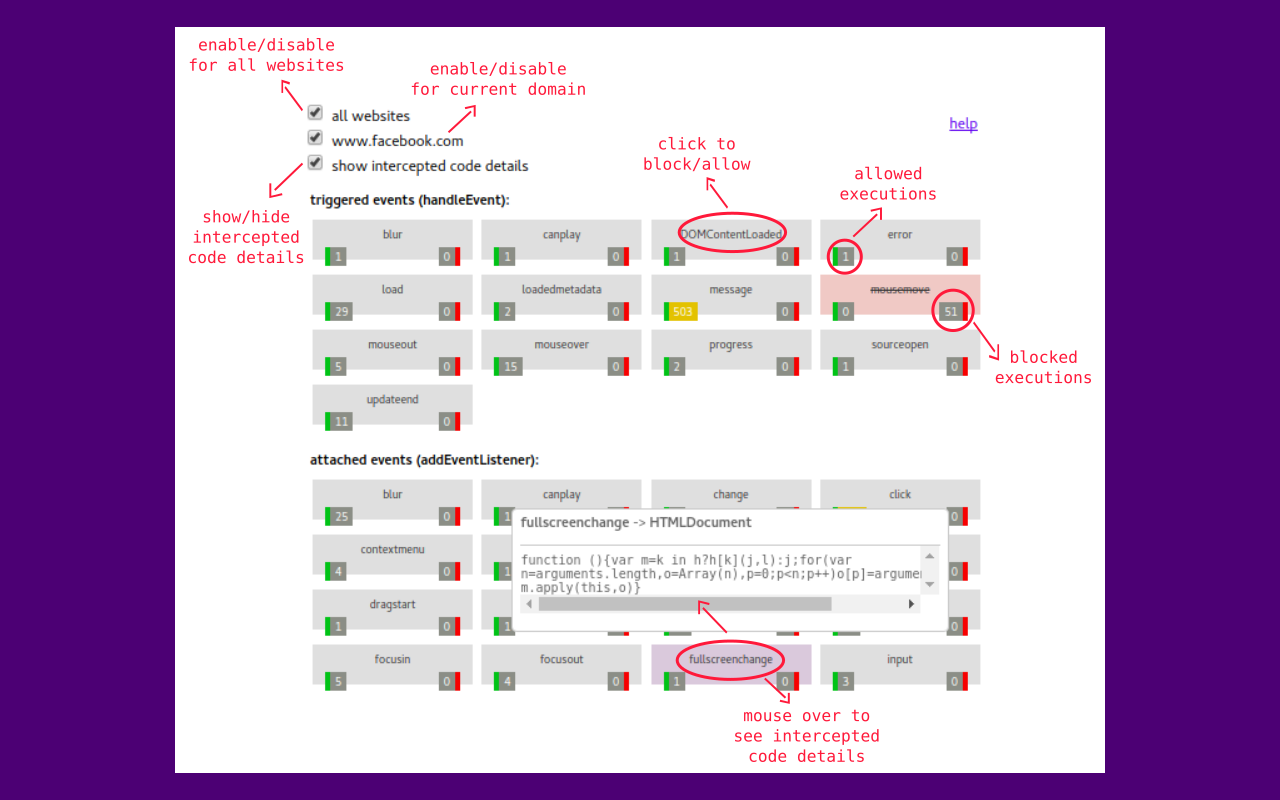 enable/disable
for all websites
enable/disable
for current domain
all websites
www.facebook.com
show intercepted code details
help
click to
block/allow
allowed
executions
show/hide
intercepted
code details
triggered events (handleEvent):
blur canplay DOMContentLoaded error
1 0 1 0 1 0 1 0
load loadedmetadata message mousemove
29 0 2 0 503 0 0 51
blocked
executions
mouseout mouseover progress sourceopen
5 0 15 0 2 0 1 0
updateend
11 0
attached events (addEventListener):
blur canplay change click
25 0 0
fullscreenchange -> HTMLDocument
function (){var m=k in h?h[k](j,l):j;for(var
n=arguments.length,o=Array(n),p=0;p<n;p++)o[p]=argume
m.apply(this,o)}
contextmenu
4 0 0
dragstart
1 0 0
focusin focusout fullscreenchange input
5 0 4 0 1 0 3 0
mouse over to
see intercepted
code details